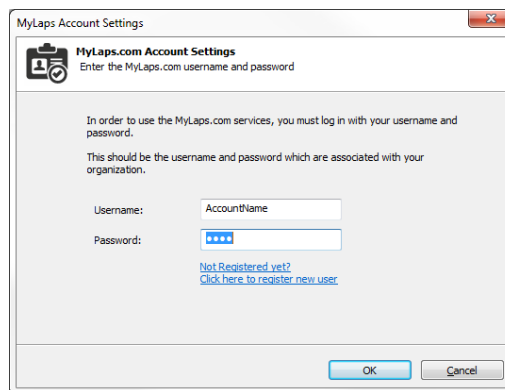 MyLaps Account Settings
MyLaps.com Account Settings
Enter the MyLaps.com username and password
In order to use the MyLaps.com services, you must log in with your username and
password.
This should be the username and password which are associated with your
organization.
Username: AccountName
Password: ●●●●
Not Registered yet?
Click here to register new user
OK Cancel